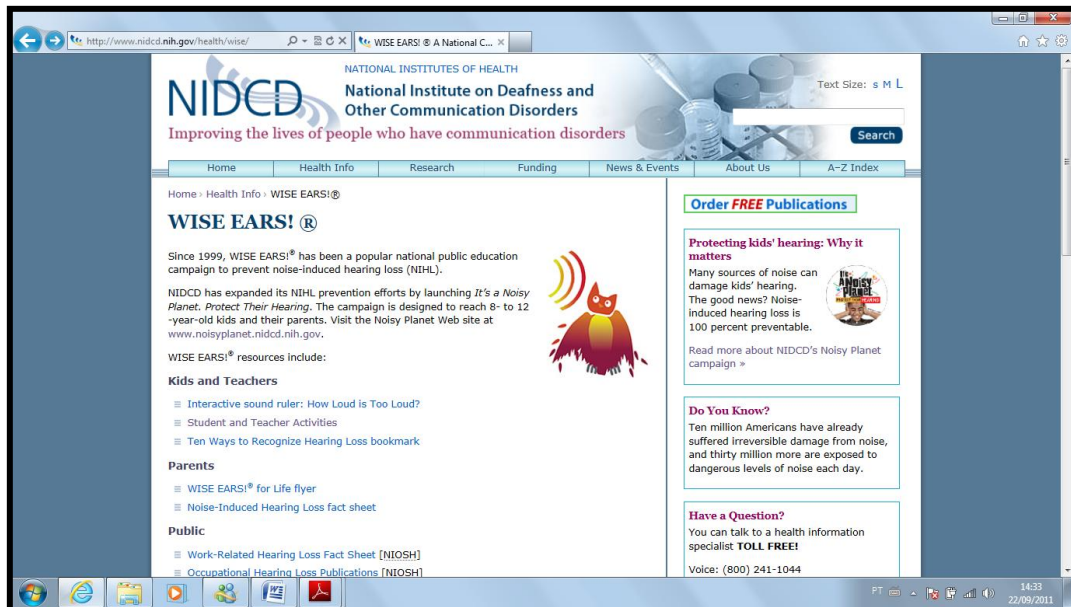 http://www.nidcd.nih.gov/health/wise/
WISE EARS! ® A National C...
NIDCD
NATIONAL INSTITUTES OF HEALTH
National Institute on Deafness and
Other Communication Disorders
Improving the lives of people who have communication disorders
Text Size: S M L
Search
Home Health Info Research Funding News & Events About Us A-Z Index
Home › Health Info › WISE EARS!®
WISE EARS! ®
Since 1999, WISE EARS!® has been a popular national public education
campaign to prevent noise-induced hearing loss (NIHL).
NIDCD has expanded its NIHL prevention efforts by launching It's a Noisy
Planet. Protect Their Hearing. The campaign is designed to reach 8- to 12
-year-old kids and their parents. Visit the Noisy Planet Web site at
www.noisyplanet.nidcd.nih.gov.
WISE EARS!® resources include:
Kids and Teachers
Interactive sound ruler: How Loud is Too Loud?
Student and Teacher Activities
Ten Ways to Recognize Hearing Loss bookmark
Parents
WISE EARS!® for Life flyer
Noise-Induced Hearing Loss fact sheet
Public
Work-Related Hearing Loss Fact Sheet [NIOSH]
Occupational Hearing Loss Publications [NIOSH]
Order FREE Publications
Protecting kids' hearing: Why it
matters
Many sources of noise can
damage kids' hearing.
The good news? Noise-
induced hearing loss is
100 percent preventable.
IT'S A NOISY PLANET
Read more about NIDCD's Noisy Planet
campaign »
Do You Know?
Ten million Americans have already
suffered irreversible damage from noise,
and thirty million more are exposed to
dangerous levels of noise each day.
Have a Question?
You can talk to a health information
specialist TOLL FREE!
Voice: (800) 241-1044
PT
14:33
22/09/2011